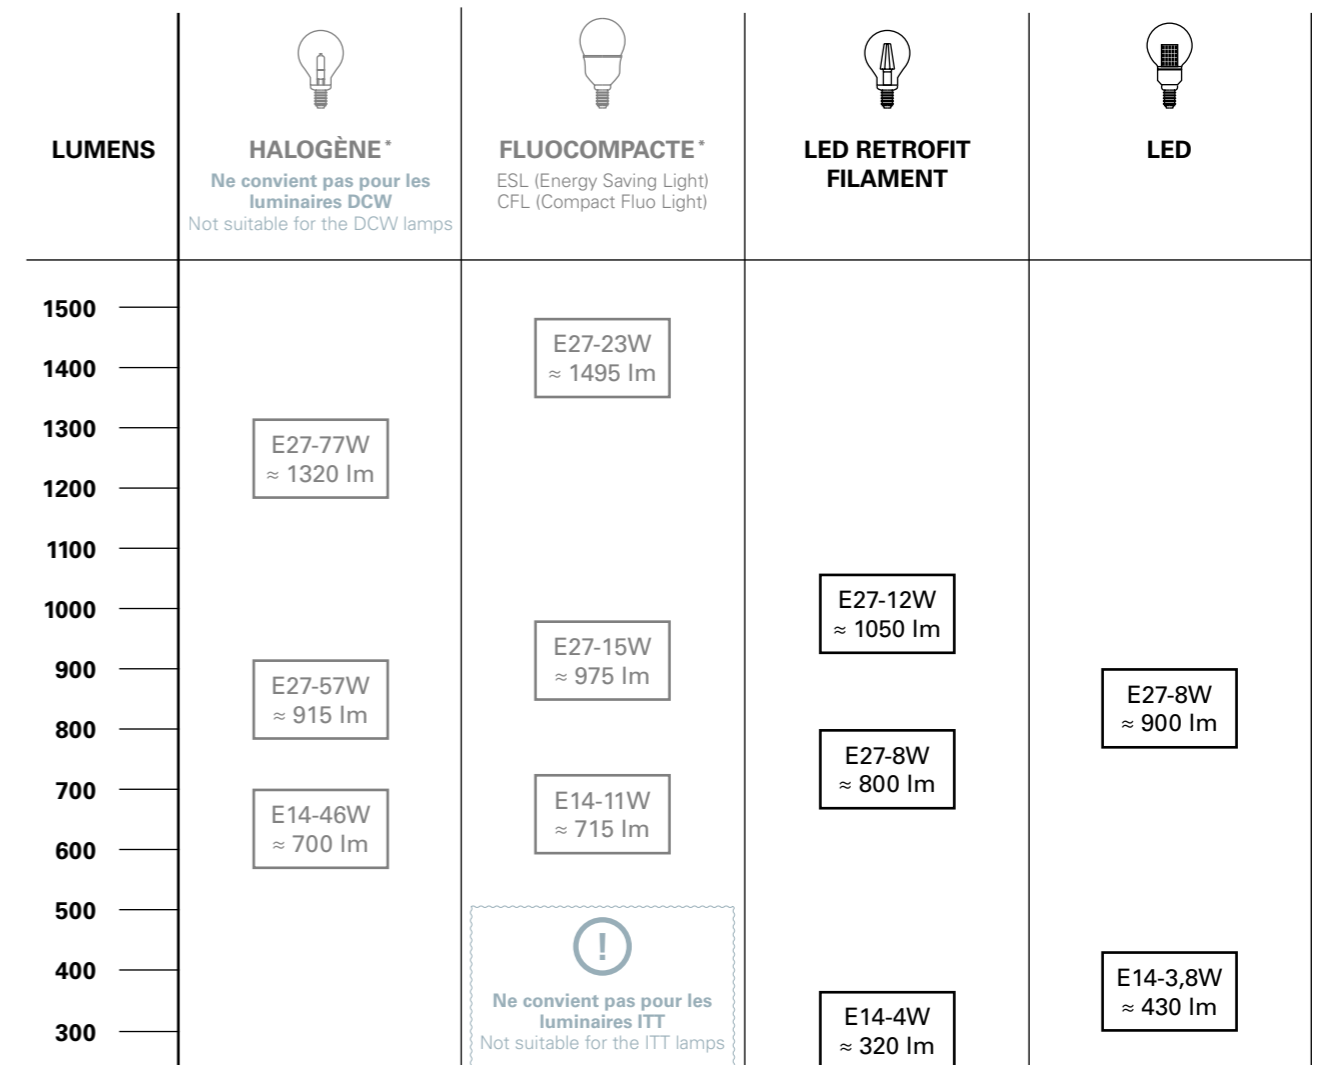 LUMENS
HALOGÈNE*
Ne convient pas pour les
luminaires DCW
Not suitable for the DCW lamps
FLUOCOMPACTE*
ESL (Energy Saving Light)
CFL (Compact Fluo Light)
LED RETROFIT
FILAMENT
LED
1500
1400
1300
1200
1100
1000
900
800
700
600
500
400
300
E27-77W
≈ 1320 lm
E27-57W
≈ 915 lm
E14-46W
≈ 700 lm
E27-23W
≈ 1495 lm
E27-15W
≈ 975 lm
E14-11W
≈ 715 lm
!
Ne convient pas pour les
luminaires ITT
Not suitable for the ITT lamps
E27-12W
≈ 1050 lm
E27-8W
≈ 800 lm
E14-4W
≈ 320 lm
E27-8W
≈ 900 lm
E14-3,8W
≈ 430 lm